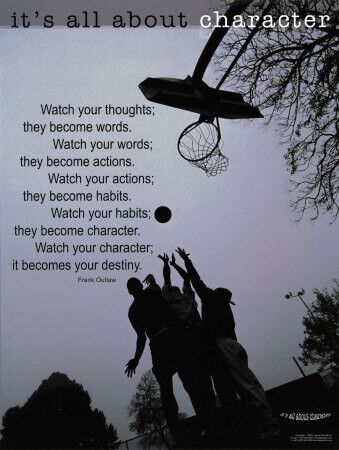 it's all about character
Watch your thoughts;
they become words.
Watch your words;
they become actions.
Watch your actions;
they become habits.
Watch your habits;
they become character.
Watch your character;
it becomes your destiny.
Frank Outlaw
it's all about character.